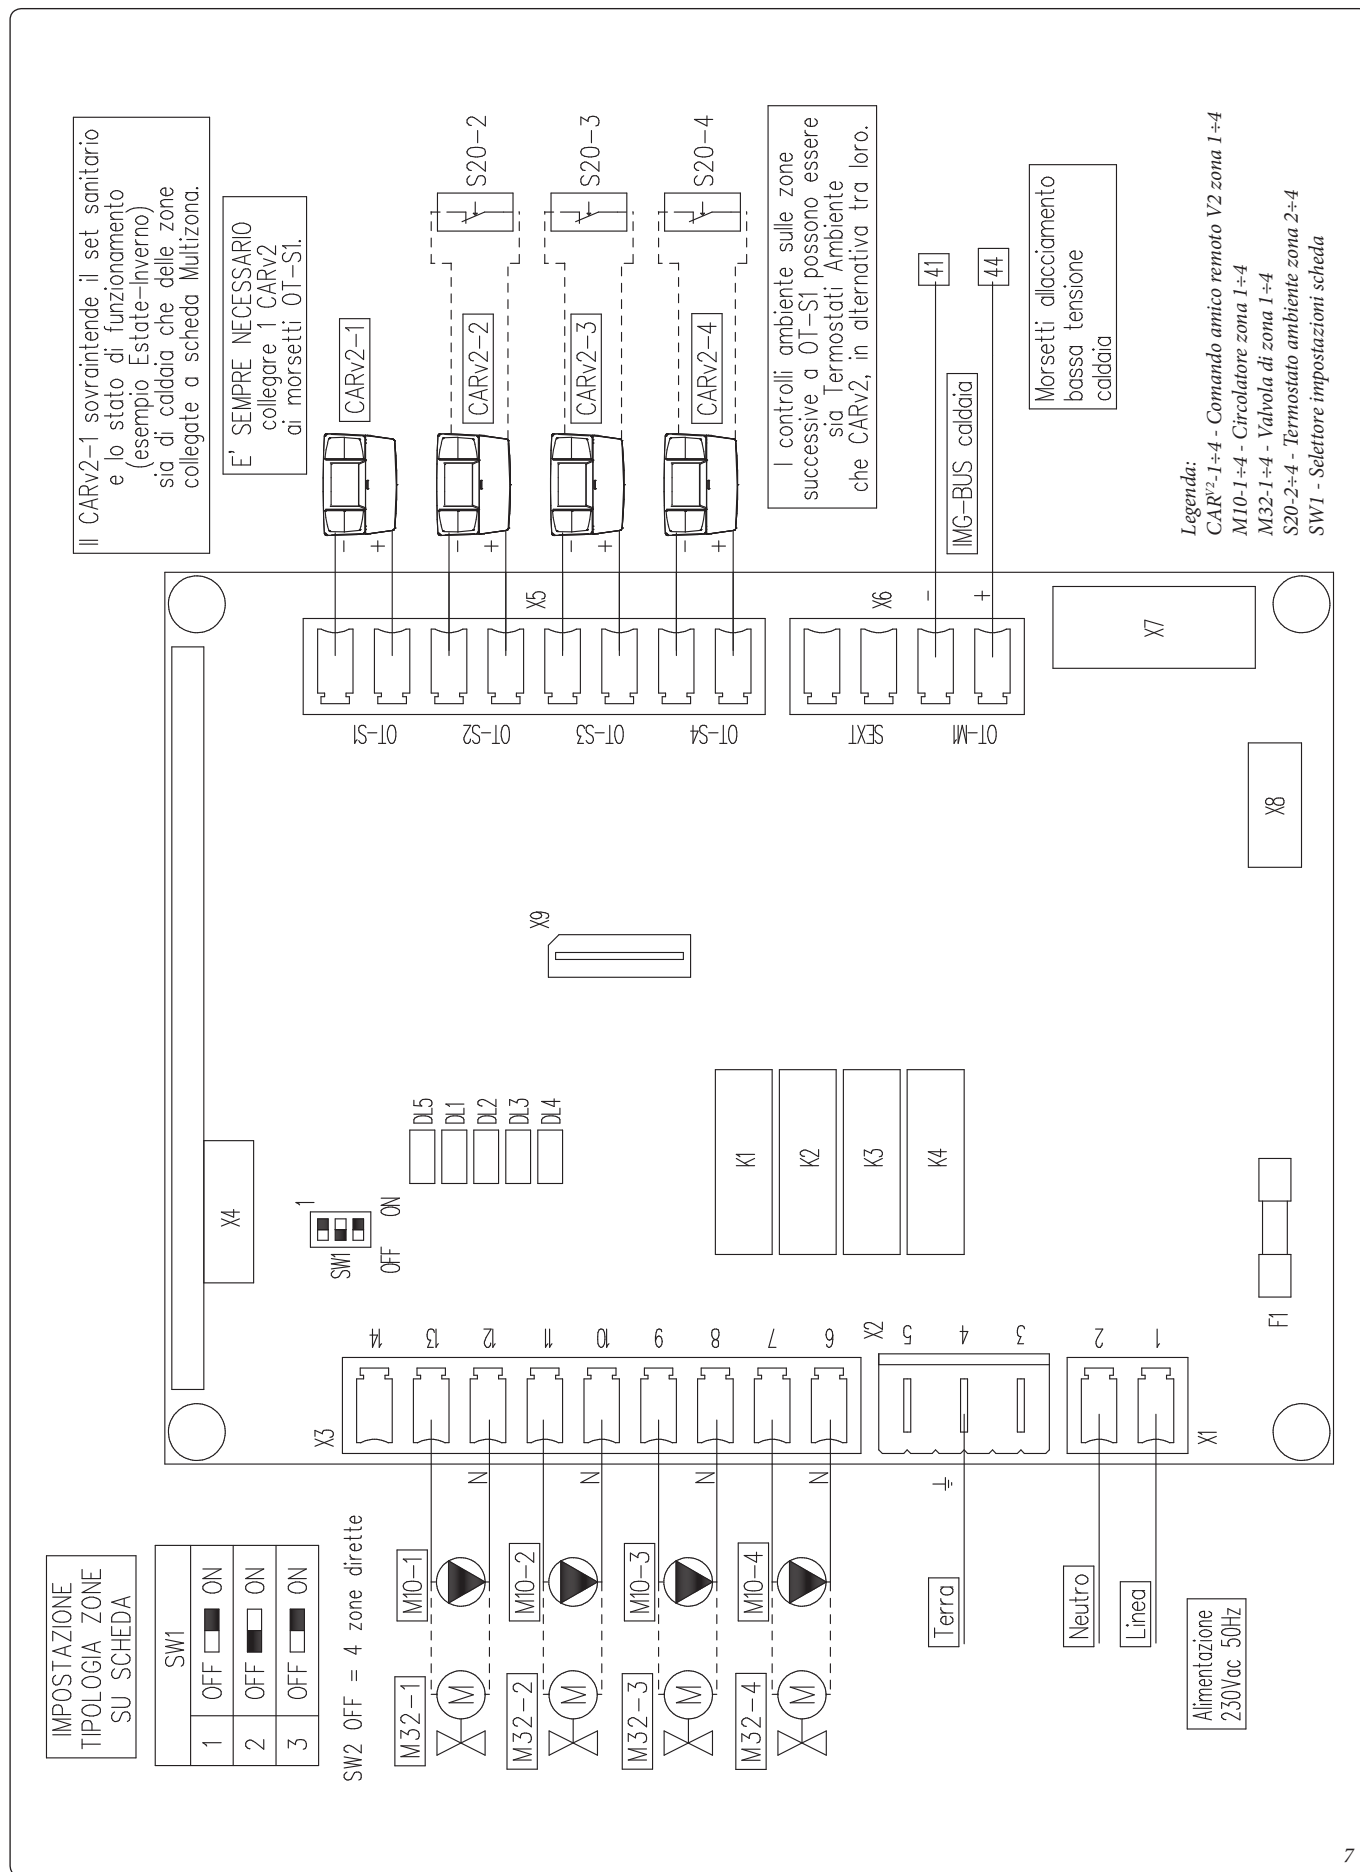 IMPOSTAZIONE
TIPOLOGIA ZONE
SU SCHEDA
SW1
1 OFF ON
2 OFF ON
3 OFF ON
SW2 OFF = 4 zone dirette
M32-1
M10-1
M32-2
M10-2
M32-3
M10-3
M32-4
M10-4
M
M
M
M
N
N
N
N
Terra
Neutro
Linea
Alimentazione
230Vac 50Hz
X3
14
13
12
11
10
9
8
7
6
X2
5
4
3
2
1
X1
X4
SW1
1
OFF ON
DL5
DL1
DL2
DL3
DL4
K1
K2
K3
K4
F1
X9
X8
X7
OT-S1
OT-S2
OT-S3
OT-S4
X5
SEXT
OT-M1
X6
- +
- +
- +
- +
- +
Il CARv2-1 sovraintende il set sanitario
e lo stato di funzionamento
(esempio Estate-Inverno)
sia di caldaia che delle zone
collegate a scheda Multizona.
E' SEMPRE NECESSARIO
collegare 1 CARv2
ai morsetti OT-S1.
CARv2-1
CARv2-2
S20-2
CARv2-3
S20-3
CARv2-4
S20-4
I controlli ambiente sulle zone
successive a OT-S1 possono essere
sia Termostati Ambiente
che CARv2, in alternativa tra loro.
IMG-BUS caldaia
41
44
Morsetti allacciamento
bassa tensione
caldaia
Legenda:
CARV2-1÷4 - Comando amico remoto V2 zona 1÷4
M10-1÷4 - Circolatore zona 1÷4
M32-1÷4 - Valvola di zona 1÷4
S20-2÷4 - Termostato ambiente zona 2÷4
SW1 - Selettore impostazioni scheda
7